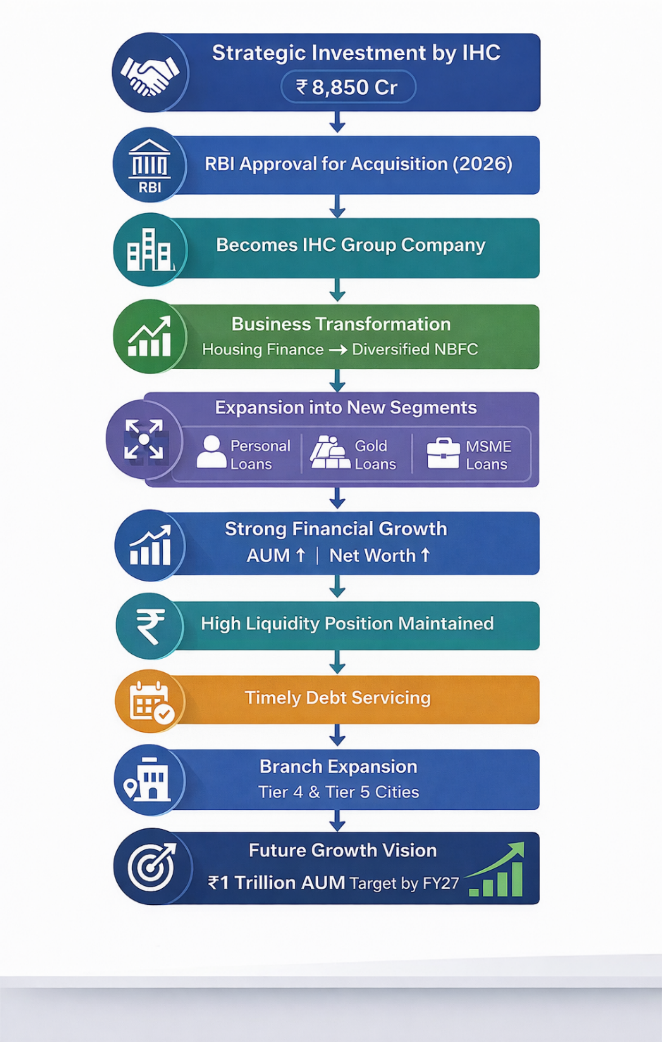 Strategic Investment by IHC
₹ 8,850 Cr
RBI
RBI Approval for Acquisition (2026)
Becomes IHC Group Company
Business Transformation
Housing Finance → Diversified NBFC
Expansion into New Segments
Personal Loans
Gold Loans
MSME Loans
Strong Financial Growth
AUM ↑ | Net Worth ↑
₹
High Liquidity Position Maintained
Timely Debt Servicing
Branch Expansion
Tier 4 & Tier 5 Cities
Future Growth Vision
₹1 Trillion AUM Target by FY27